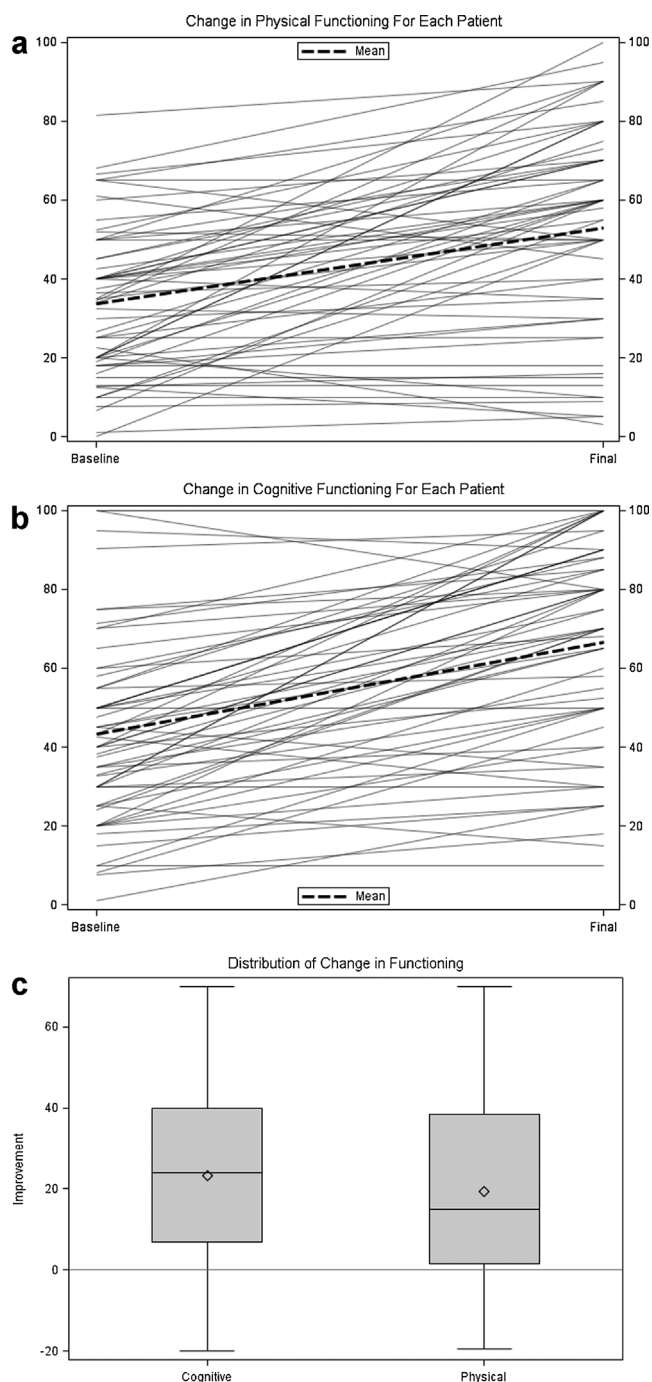 Change in Physical Functioning For Each Patient
a
Mean
100 100
80 80
60 60
40 40
20 20
0 0
Baseline Final
Change in Cognitive Functioning For Each Patient
b
100 100
80 80
60 60
40 40
20 20
0 0
Mean
Baseline Final
Distribution of Change in Functioning
c
60
40
20
0
-20
Improvement
Cognitive Physical